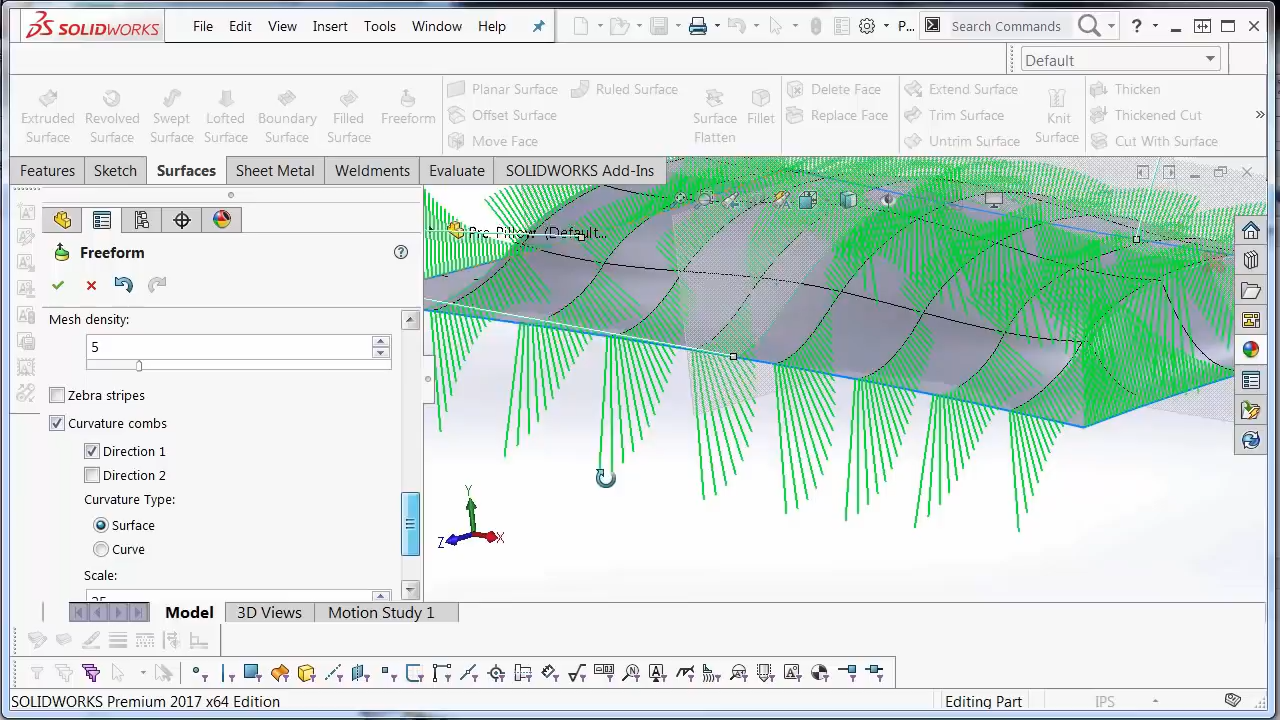 SOLIDWORKS
File Edit View Insert Tools Window Help
P...
Search Commands
?
Default
Extruded Surface
Revolved Surface
Swept Surface
Lofted Surface
Boundary Surface
Filled Surface
Freeform
Planar Surface
Ruled Surface
Offset Surface
Move Face
Surface Flatten
Fillet
Delete Face
Replace Face
Extend Surface
Trim Surface
Untrim Surface
Knit Surface
Thicken
Thickened Cut
Cut With Surface
Features Sketch Surfaces Sheet Metal Weldments Evaluate SOLIDWORKS Add-Ins
Freeform
Mesh density:
5
Zebra stripes
Curvature combs
Direction 1
Direction 2
Curvature Type:
Surface
Curve
Scale:
Pre_Pillow (Default...
Y
Z
X
Model 3D Views Motion Study 1
SOLIDWORKS Premium 2017 x64 Edition
Editing Part
IPS